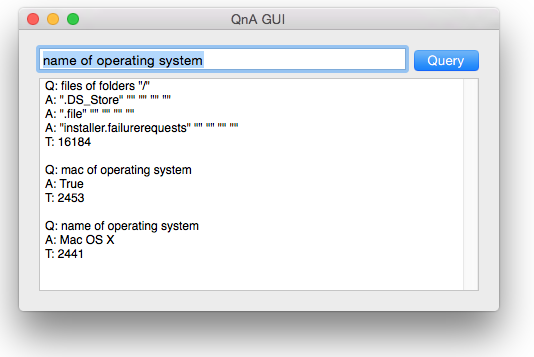 QnA GUI
name of operating system
Query
Q: files of folders "/"
A: ".DS_Store" "" "" "" ""
A: ".file" "" "" "" ""
A: "installer.failurerequests" "" "" "" ""
T: 16184
Q: mac of operating system
A: True
T: 2453
Q: name of operating system
A: Mac OS X
T: 2441